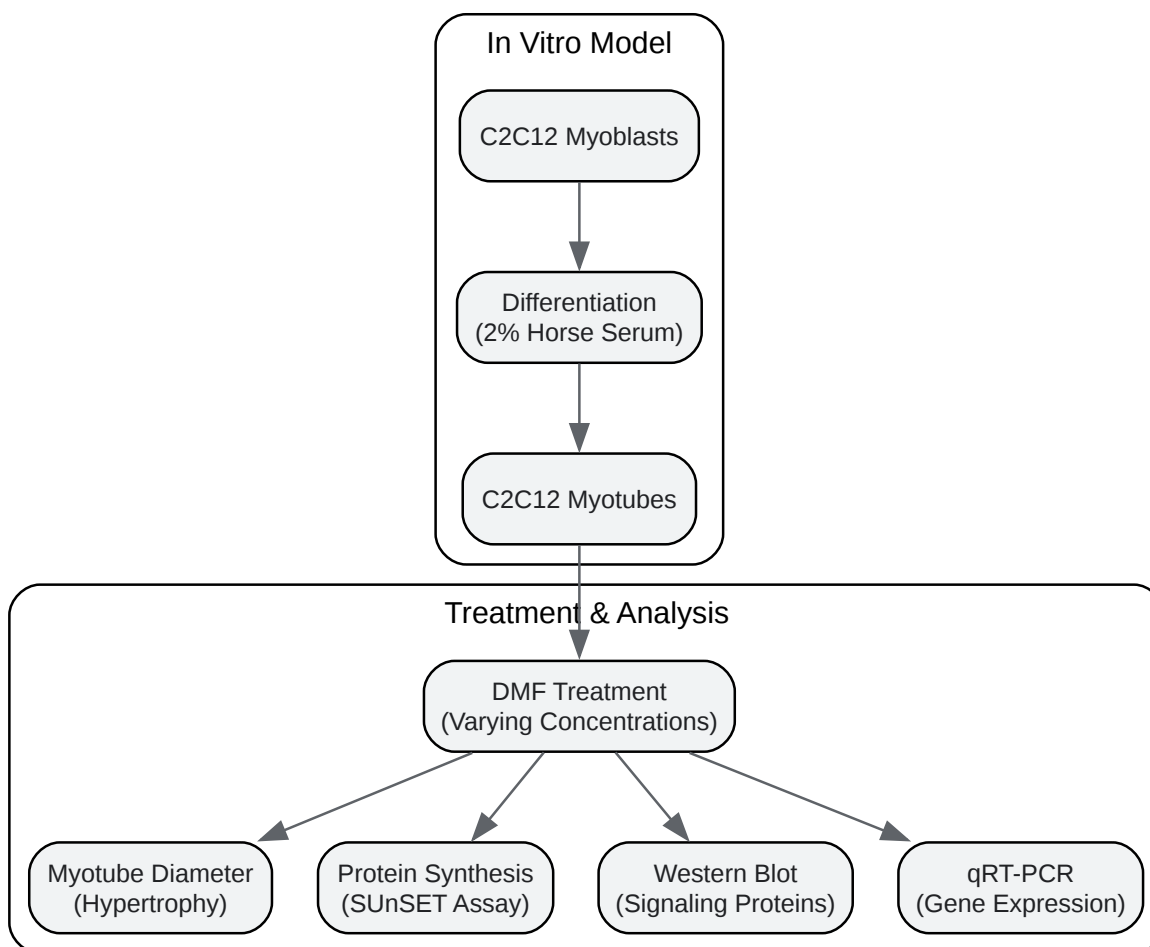 In Vitro Model
C2C12 Myoblasts
Differentiation
(2% Horse Serum)
C2C12 Myotubes
Treatment & Analysis
DMF Treatment
(Varying Concentrations)
Myotube Diameter
(Hypertrophy)
Protein Synthesis
(SUnSET Assay)
Western Blot
(Signaling Proteins)
qRT-PCR
(Gene Expression)